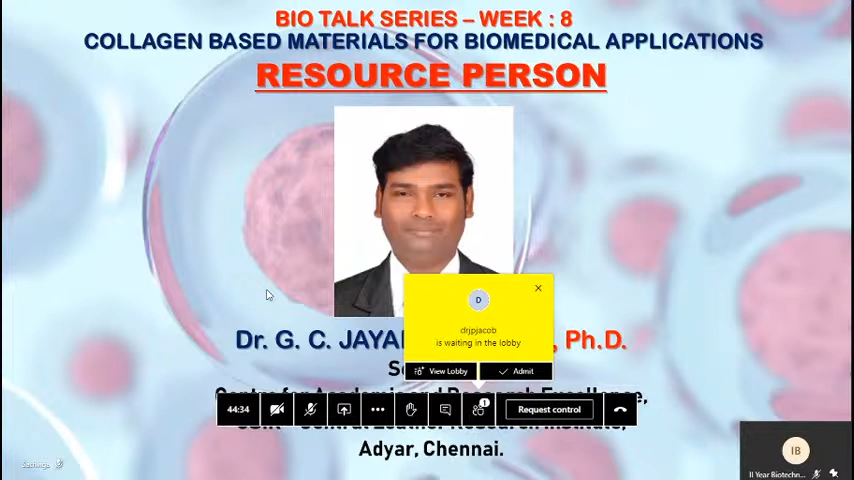 BIO TALK SERIES – WEEK : 8
COLLAGEN BASED MATERIALS FOR BIOMEDICAL APPLICATIONS
RESOURCE PERSON
D
drjpjacob
is waiting in the lobby
View Lobby
Admit
Dr. G. C. JAYA , Ph.D.
44:34
1
Request control
Adyar, Chennai.
IB
II Year Biotechn...